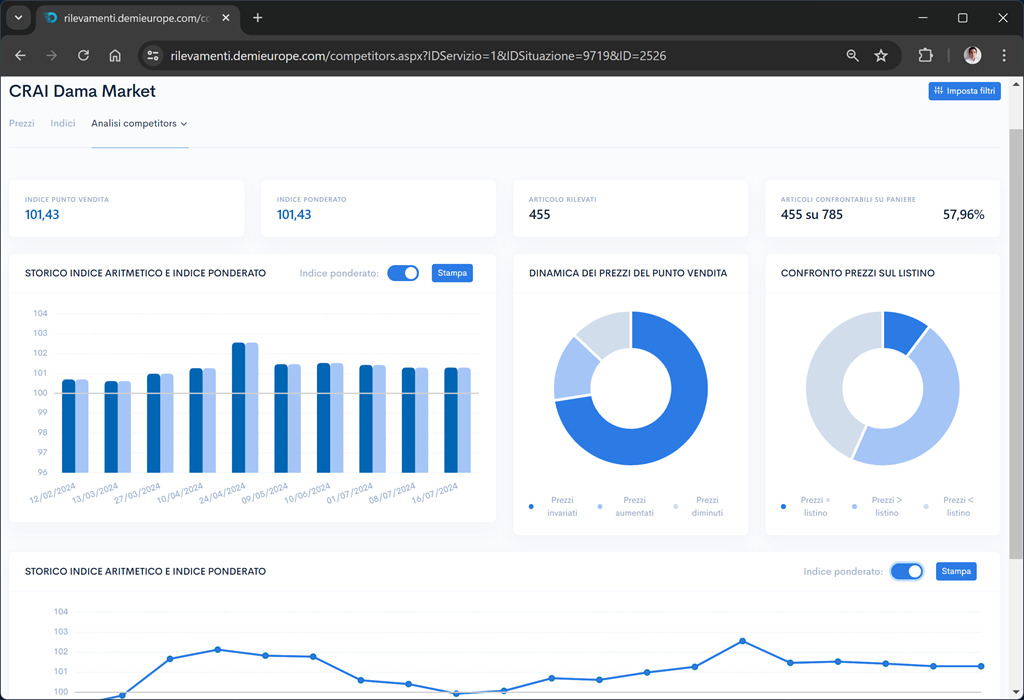 rilevamenti.demieurope.com/co
rilevamenti.demieurope.com/competitors.aspx?IDServizio=1&IDSituazione=9719&ID=2526
CRAI Dama Market
Imposta filtri
Prezzi Indici Analisi competitors
INDICE PUNTO VENDITA
101,43
INDICE PONDERATO
101,43
ARTICOLO RILEVATI
455
ARTICOLI CONFRONTABILI SU PANIERE
455 su 785 57,96%
STORICO INDICE ARITMETICO E INDICE PONDERATO
Indice ponderato:
Stampa
104
103
102
101
100
99
98
97
96
12/02/2024
13/03/2024
27/03/2024
10/04/2024
24/04/2024
09/05/2024
10/06/2024
01/07/2024
08/07/2024
16/07/2024
DINAMICA DEI PREZZI DEL PUNTO VENDITA
Prezzi invariati
Prezzi aumentati
Prezzi diminuti
CONFRONTO PREZZI SUL LISTINO
Prezzi = listino
Prezzi > listino
Prezzi < listino
STORICO INDICE ARITMETICO E INDICE PONDERATO
Indice ponderato:
Stampa
104
103
102
101
100